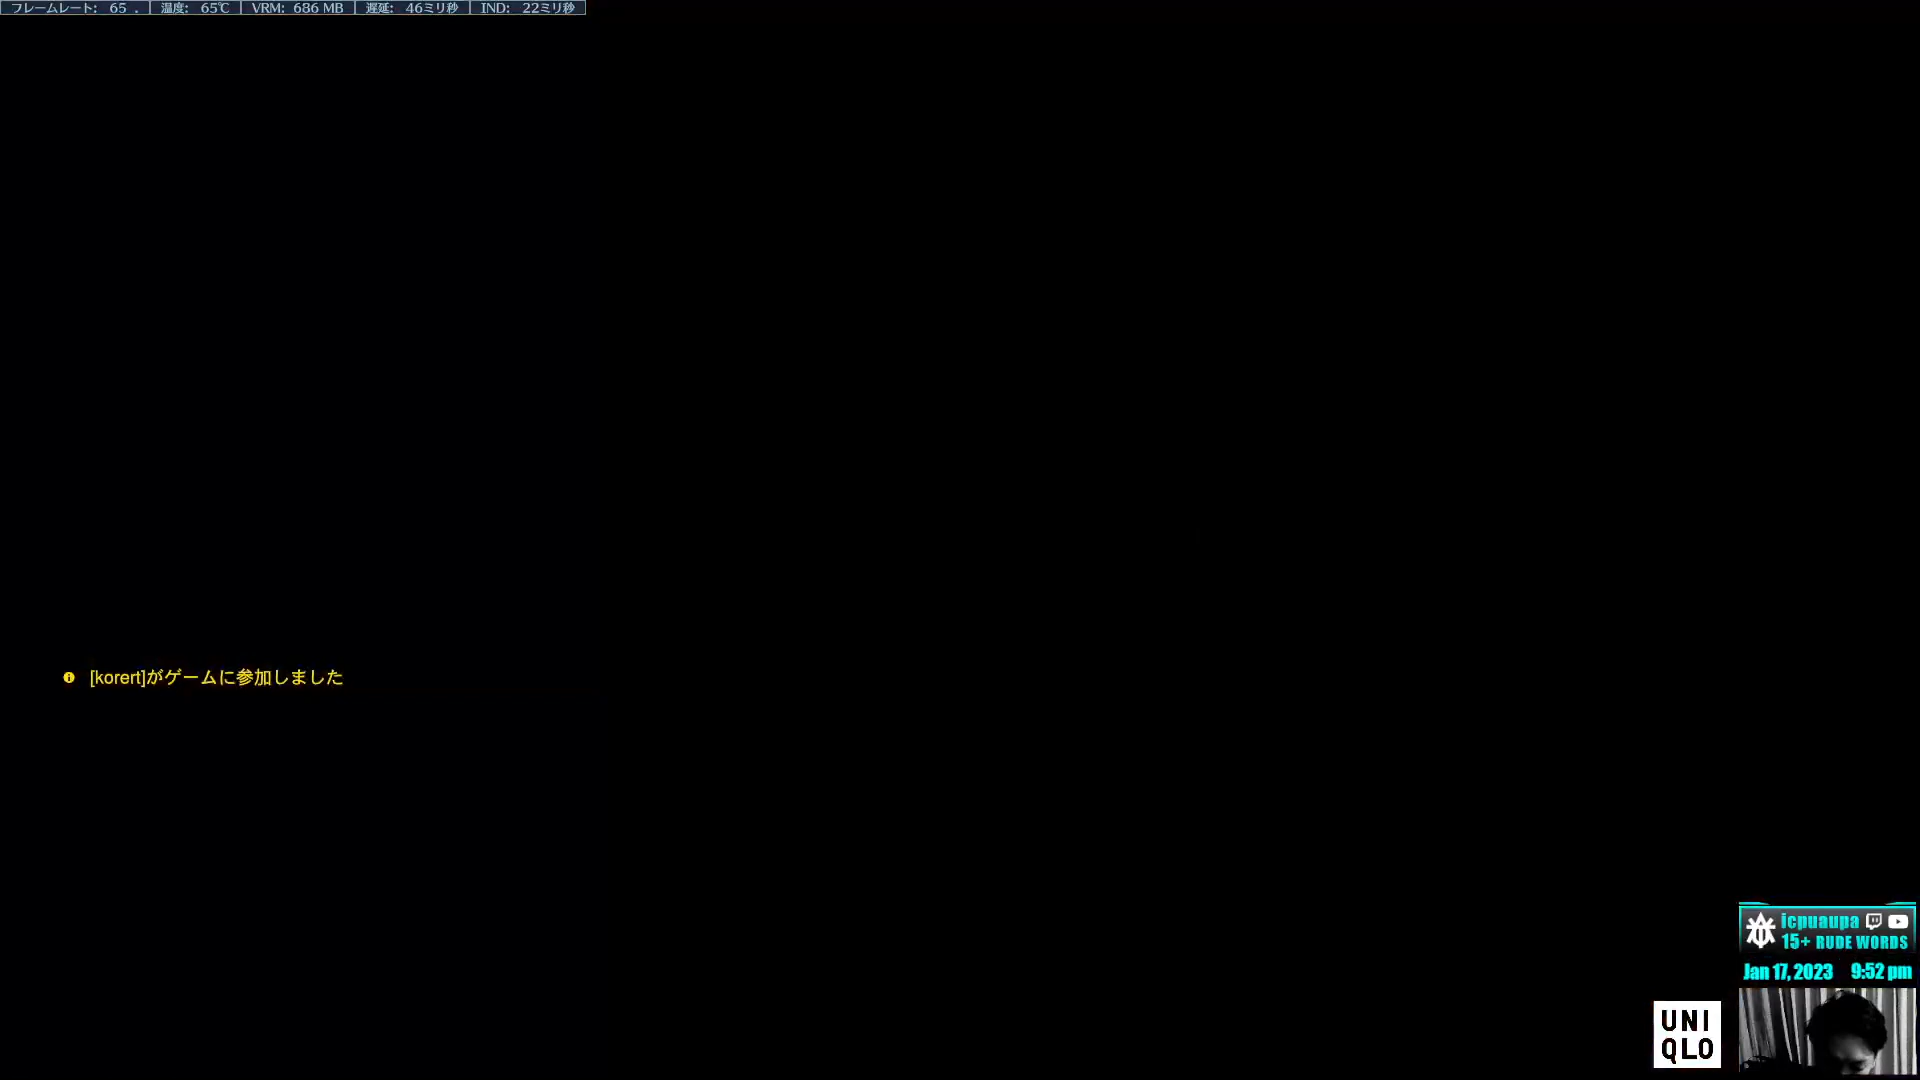 フレームレート: 65 . | 温度: 65℃ | VRM: 686 MB | 遅延: 46ミリ秒 | IND: 22ミリ秒
[korert]がゲームに参加しました
icpuaupa
15+ RUDE WORDS
Jan 17, 2023 9:52 pm
UNI
QLO